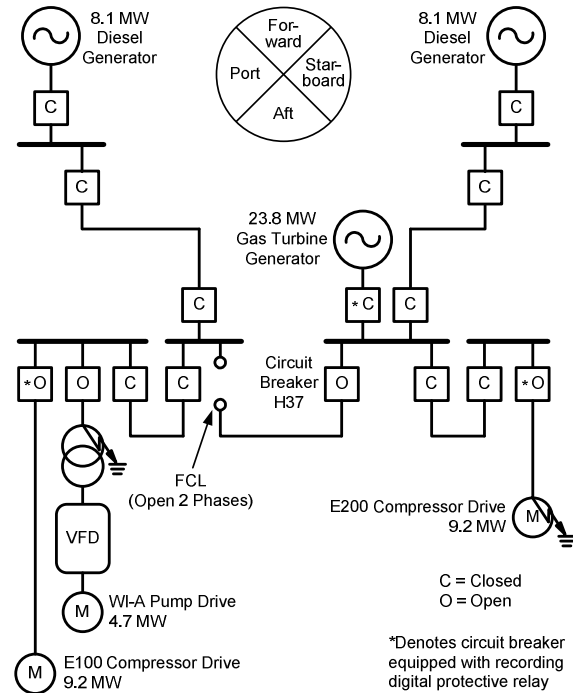 8.1 MW
Diesel
Generator
For-
ward
Port
Star-
board
Aft
8.1 MW
Diesel
Generator
C
C
C
C
23.8 MW
Gas Turbine
Generator
C
*C
C
*O
O
C
C
Circuit
Breaker
H37
O
C
C
*O
FCL
(Open 2 Phases)
E200 Compressor Drive
9.2 MW
M
VFD
C = Closed
O = Open
M
WI-A Pump Drive
4.7 MW
*Denotes circuit breaker
equipped with recording
digital protective relay
M
E100 Compressor Drive
9.2 MW